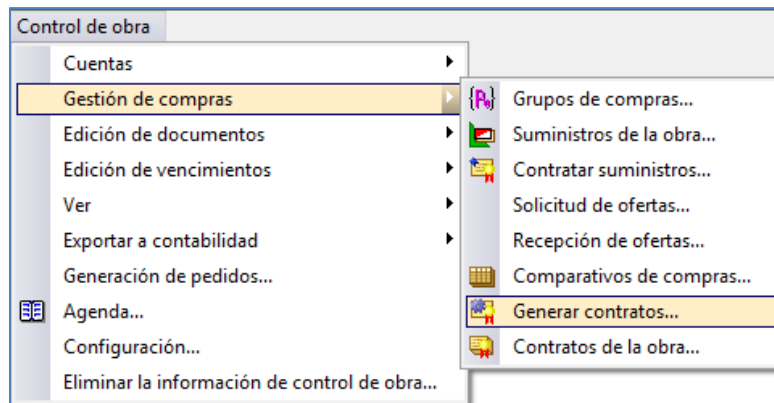 Control de obra
Cuentas
Gestión de compras
Edición de documentos
Edición de vencimientos
Ver
Exportar a contabilidad
Generación de pedidos...
Agenda...
Configuración...
Eliminar la información de control de obra...
Grupos de compras...
Suministros de la obra...
Contratar suministros...
Solicitud de ofertas...
Recepción de ofertas...
Comparativos de compras...
Generar contratos...
Contratos de la obra...